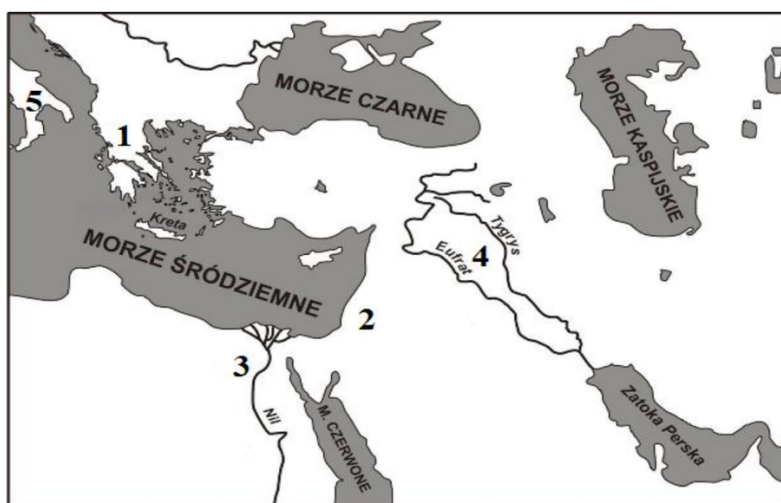 MORZE CZARNE
MORZE KASPIJSKIE
5
1
Kreta
Tygrys
Eufrat
4
MORZE ŚRÓDZIEMNE
2
3
Nil
M. CZERWONE
Zatoka Perska